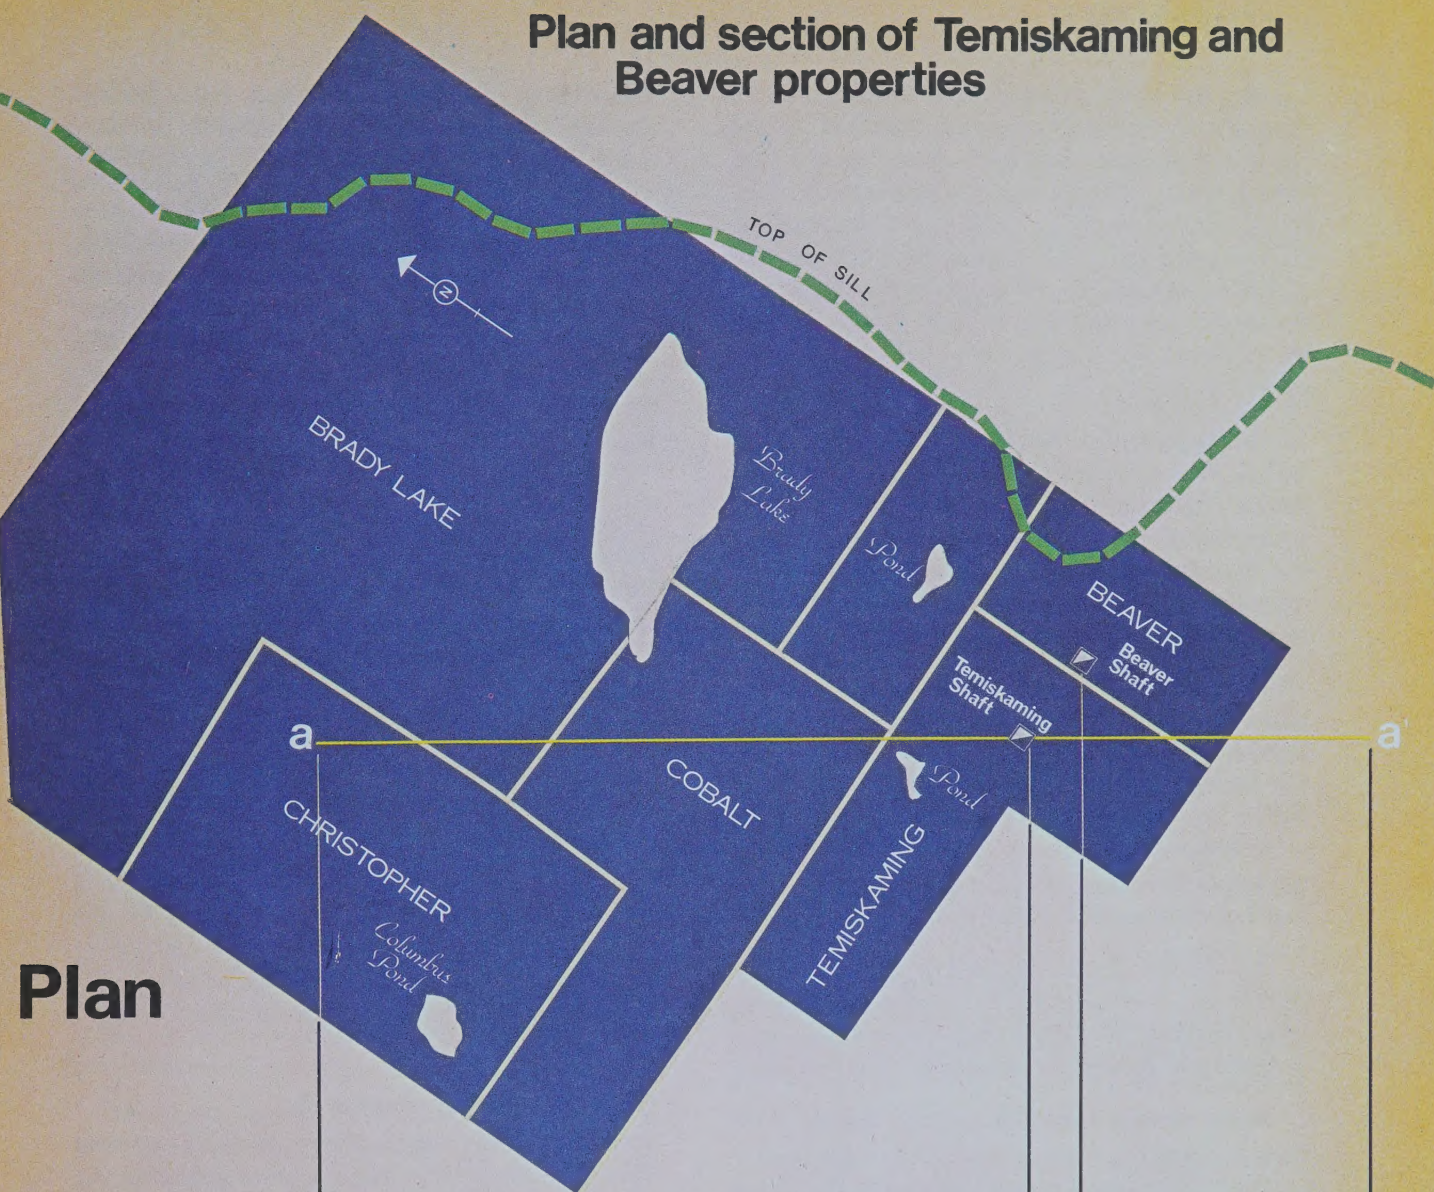 Plan and section of Temiskaming and
Beaver properties
TOP OF SILL
N
BRADY LAKE
Brady
Lake
Pond
BEAVER
Beaver
Shaft
Temiskaming
Shaft
a
a'
COBALT
Pond
CHRISTOPHER
TEMISKAMING
Columbus
Pond
Plan